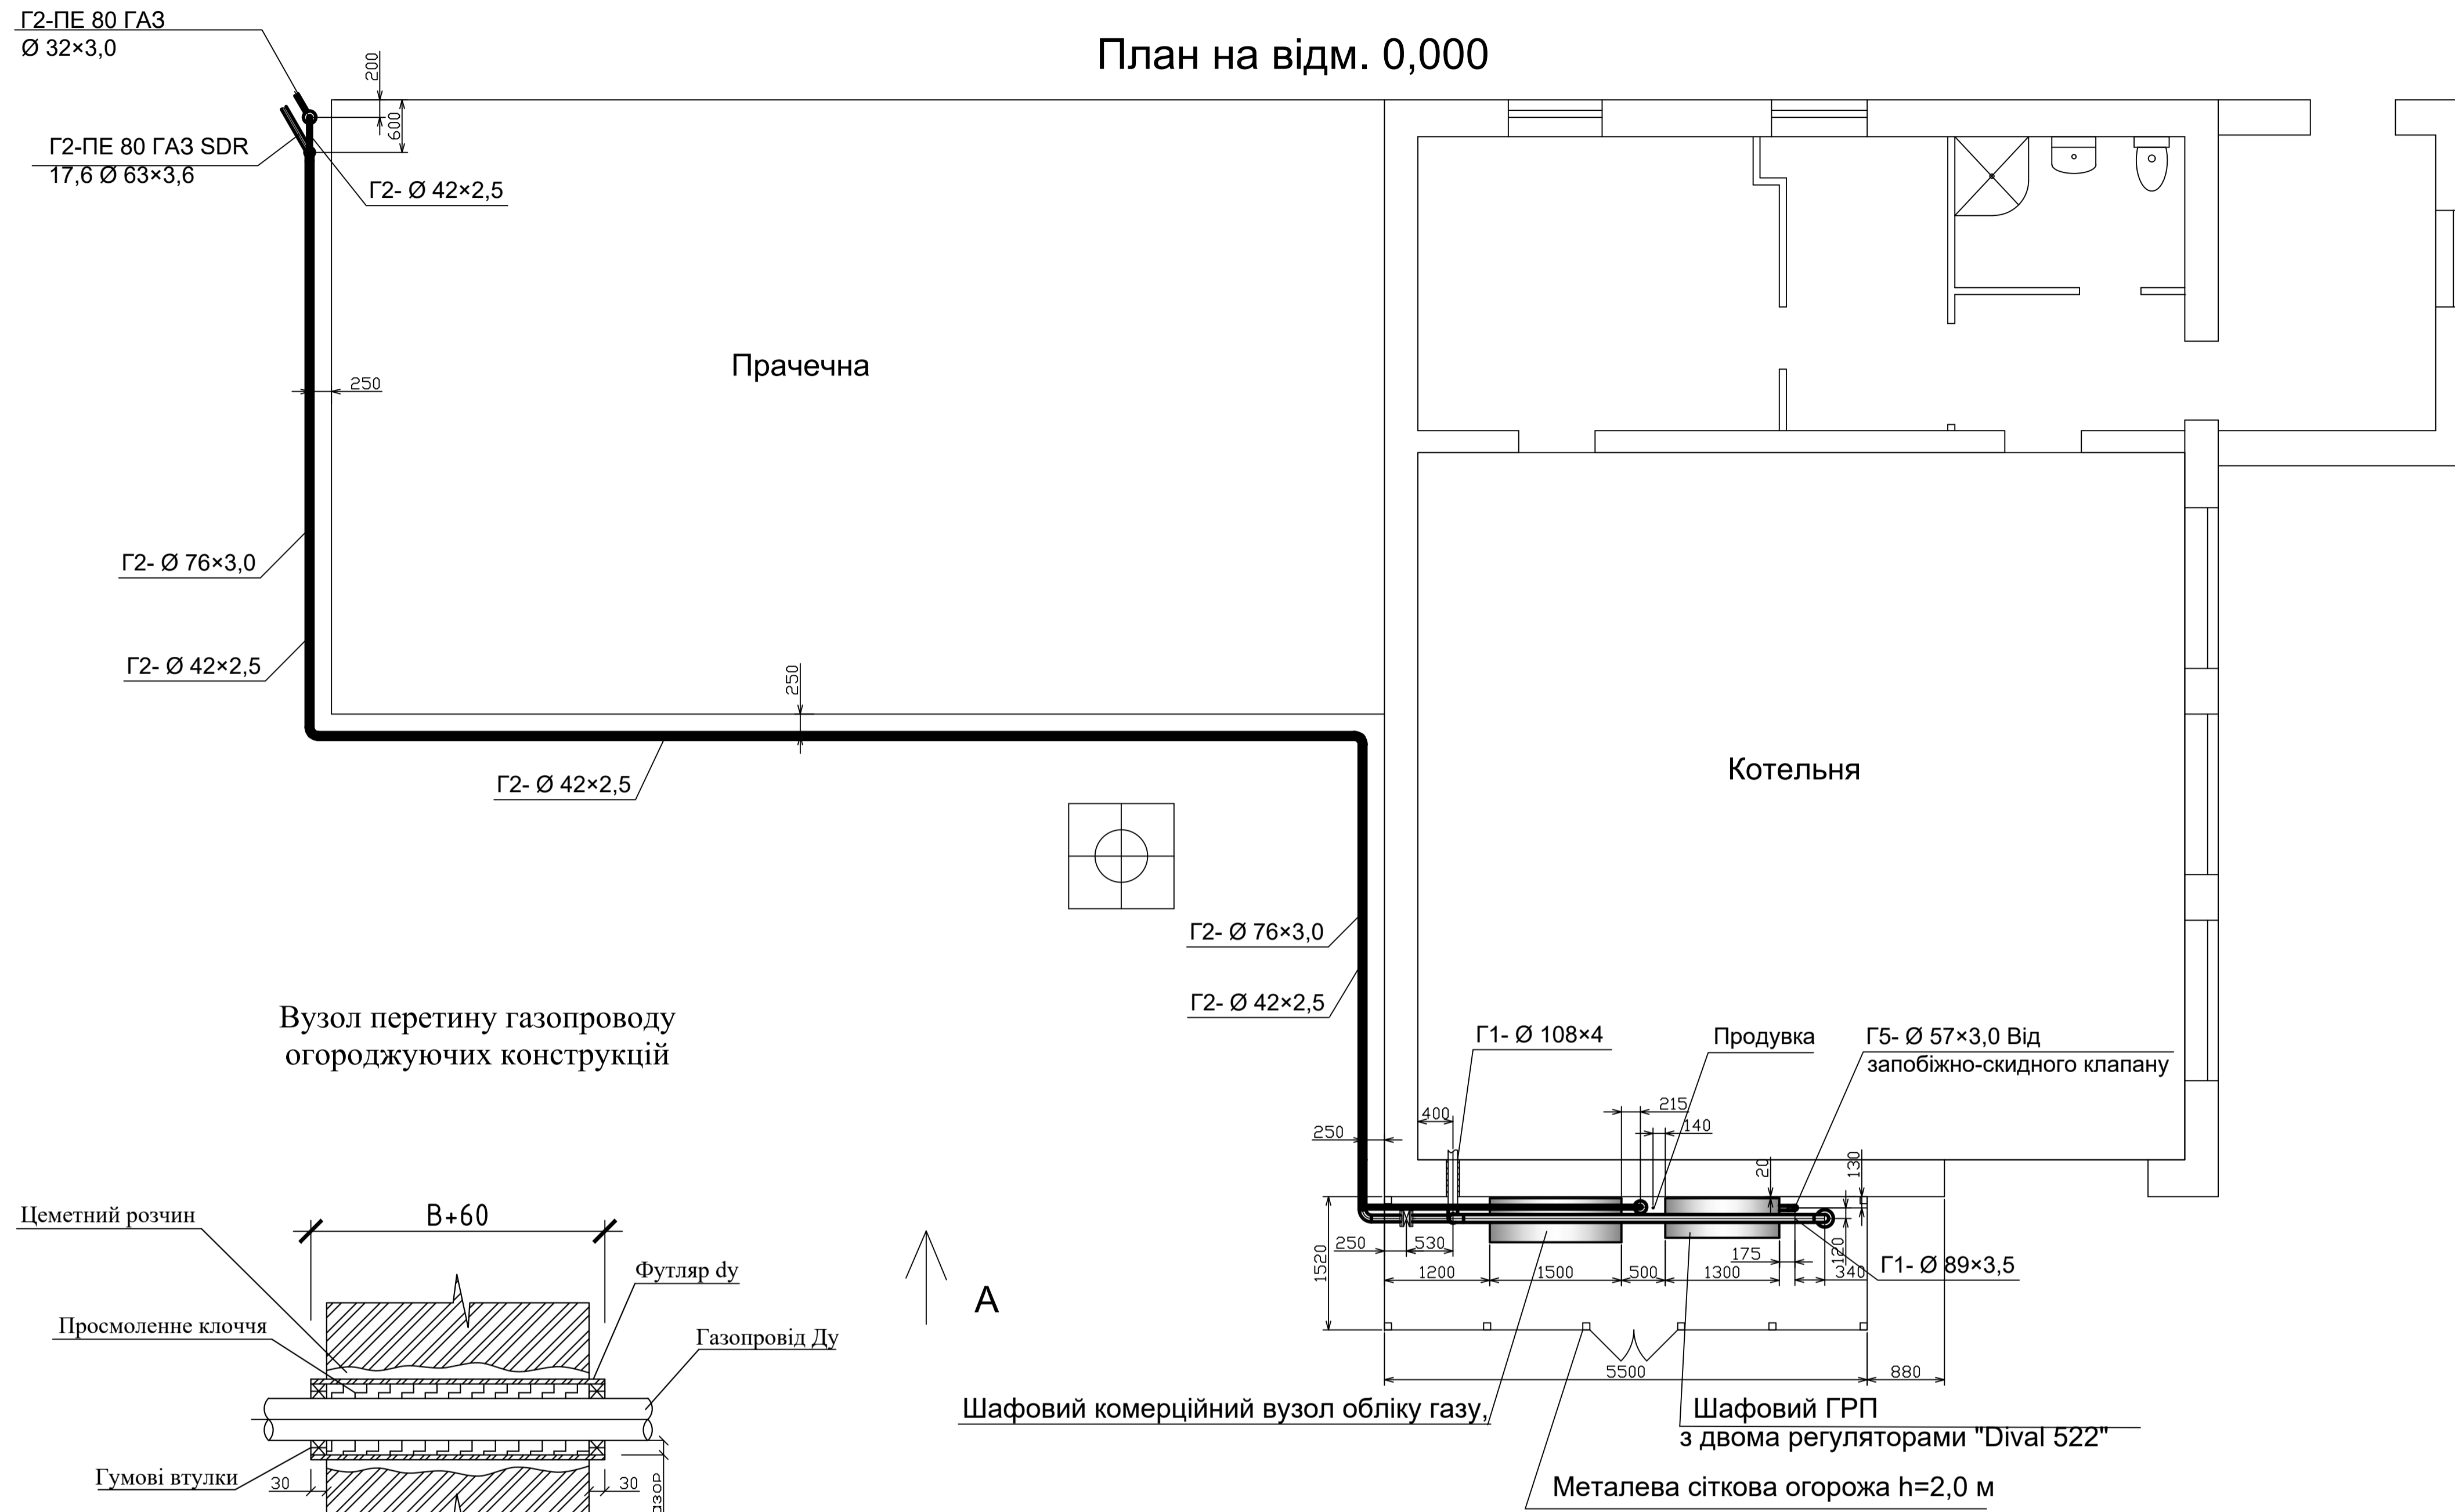 Г2-ПЕ 80 ГАЗ
Ø 32×3,0
План на відм. 0,000
200
600
Г2-ПЕ 80 ГАЗ SDR
17,6 Ø 63×3,6
Г2- Ø 42×2,5
Прачечна
250
Г2- Ø 76×3,0
Г2- Ø 42×2,5
250
Г2- Ø 42×2,5
Котельня
Г2- Ø 76×3,0
Г2- Ø 42×2,5
Вузол перетину газопроводу
огороджуючих конструкцій
Г1- Ø 108×4
Продувка
Г5- Ø 57×3,0 Від
запобіжно-скидного клапану
400
215
140
250
20
130
Цеметний розчин
B+60
Футляр dy
Просмоленне клоччя
Газопровід Ду
Гумові втулки
30
30
А
1520
250
530
175
120
1200
1500
500
1300
340
Г1- Ø 89×3,5
5500
880
Шафовий комерційний вузол обліку газу,
Шафовий ГРП
з двома регуляторами "Dival 522"
Металева сіткова огорожа h=2,0 м